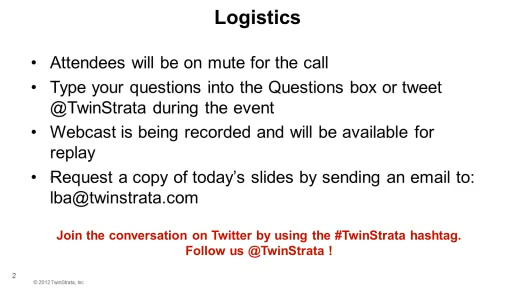 Logistics
• Attendees will be on mute for the call
• Type your questions into the Questions box or tweet
@TwinStrata during the event
• Webcast is being recorded and will be available for
replay
• Request a copy of today’s slides by sending an email to:
lba@twinstrata.com
Join the conversation on Twitter by using the #TwinStrata hashtag.
Follow us @TwinStrata !
2
© 2012 TwinStrata, Inc.